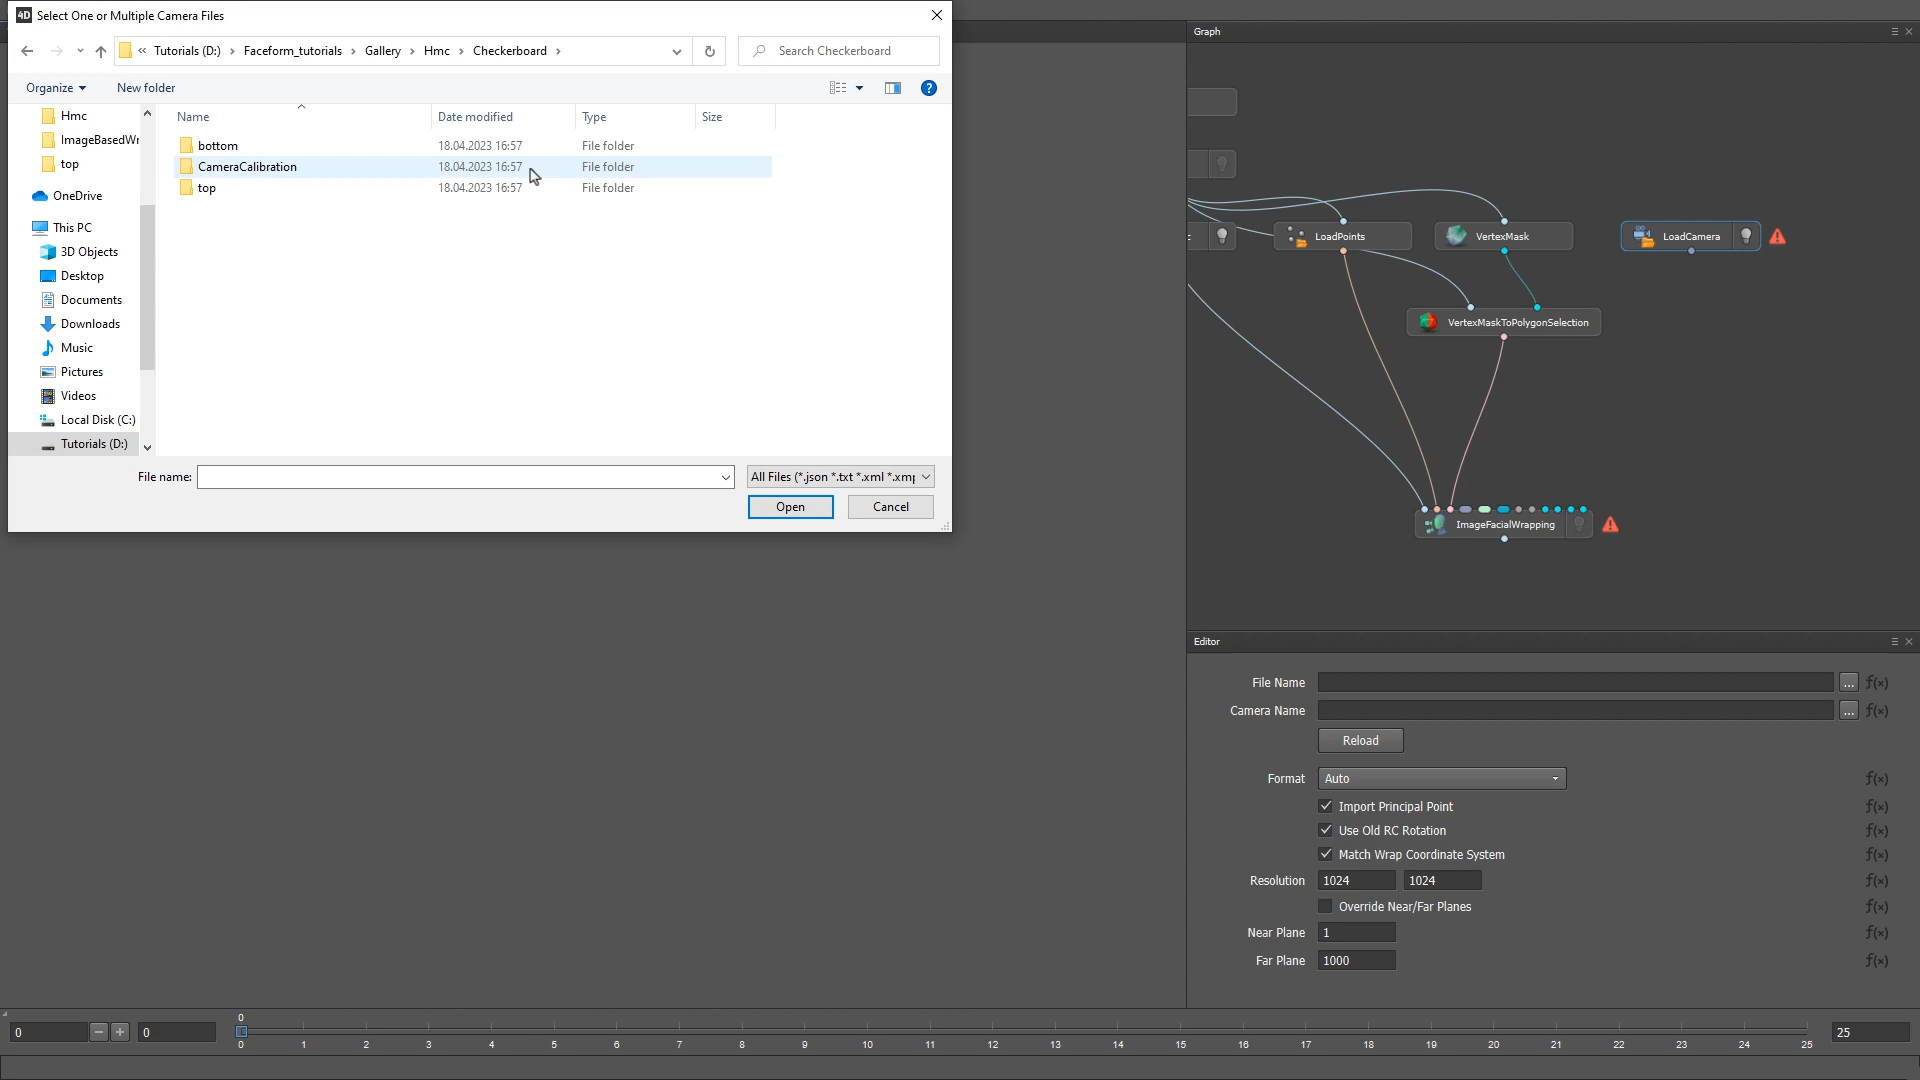 4D Select One or Multiple Camera Files
« Tutorials (D:) › Faceform_tutorials › Gallery › Hmc › Checkerboard ›
Search Checkerboard
Organize
New folder
Hmc
ImageBasedWr
top
OneDrive
This PC
3D Objects
Desktop
Documents
Downloads
Music
Pictures
Videos
Local Disk (C:)
Tutorials (D:)
Name Date modified Type Size
bottom 18.04.2023 16:57 File folder
CameraCalibration 18.04.2023 16:57 File folder
top 18.04.2023 16:57 File folder
File name:
All Files (*.json *.txt *.xml *.xmp
Open
Cancel
Graph
LoadPoints
VertexMask
LoadCamera
VertexMaskToPolygonSelection
ImageFacialWrapping
Editor
File Name ... ƒ(×)
Camera Name ... ƒ(×)
Reload
Format Auto ƒ(×)
Import Principal Point ƒ(×)
Use Old RC Rotation ƒ(×)
Match Wrap Coordinate System ƒ(×)
Resolution 1024 1024 ƒ(×)
Override Near/Far Planes ƒ(×)
Near Plane 1 ƒ(×)
Far Plane 1000 ƒ(×)
0
0 − + 0 25
0 1 2 3 4 5 6 7 8 9 10 11 12 13 14 15 16 17 18 19 20 21 22 23 24 25